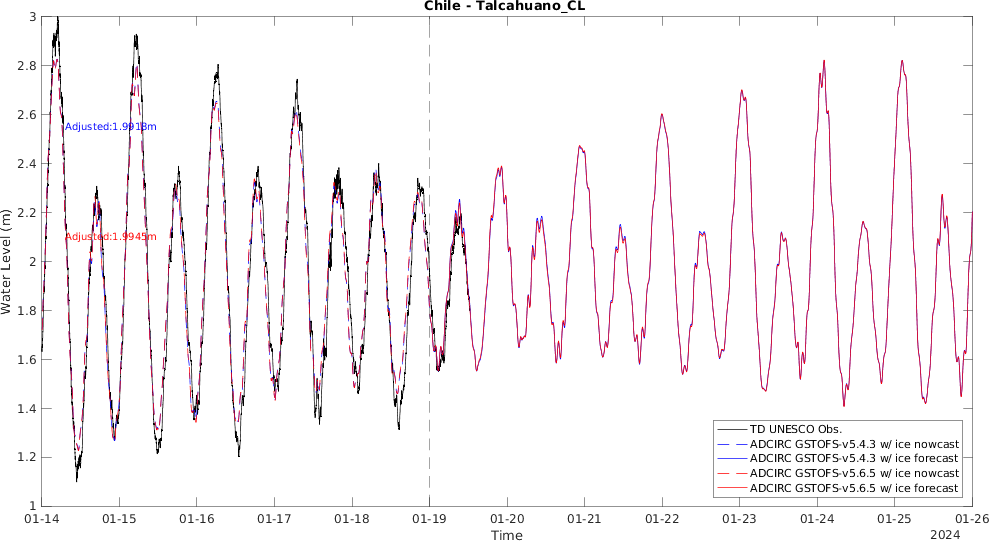 Chile - Talcahuano_CL
3
2.8
2.6
2.4
2.2
2
1.8
1.6
1.4
1.2
1
Water Level (m)
Adjusted:1.9918m
Adjusted:1.9945m
TD UNESCO Obs.
ADCIRC GSTOFS-v5.4.3 w/ ice nowcast
ADCIRC GSTOFS-v5.4.3 w/ ice forecast
ADCIRC GSTOFS-v5.6.5 w/ ice nowcast
ADCIRC GSTOFS-v5.6.5 w/ ice forecast
01-14 01-15 01-16 01-17 01-18 01-19 01-20 01-21 01-22 01-23 01-24 01-25 01-26
Time
2024